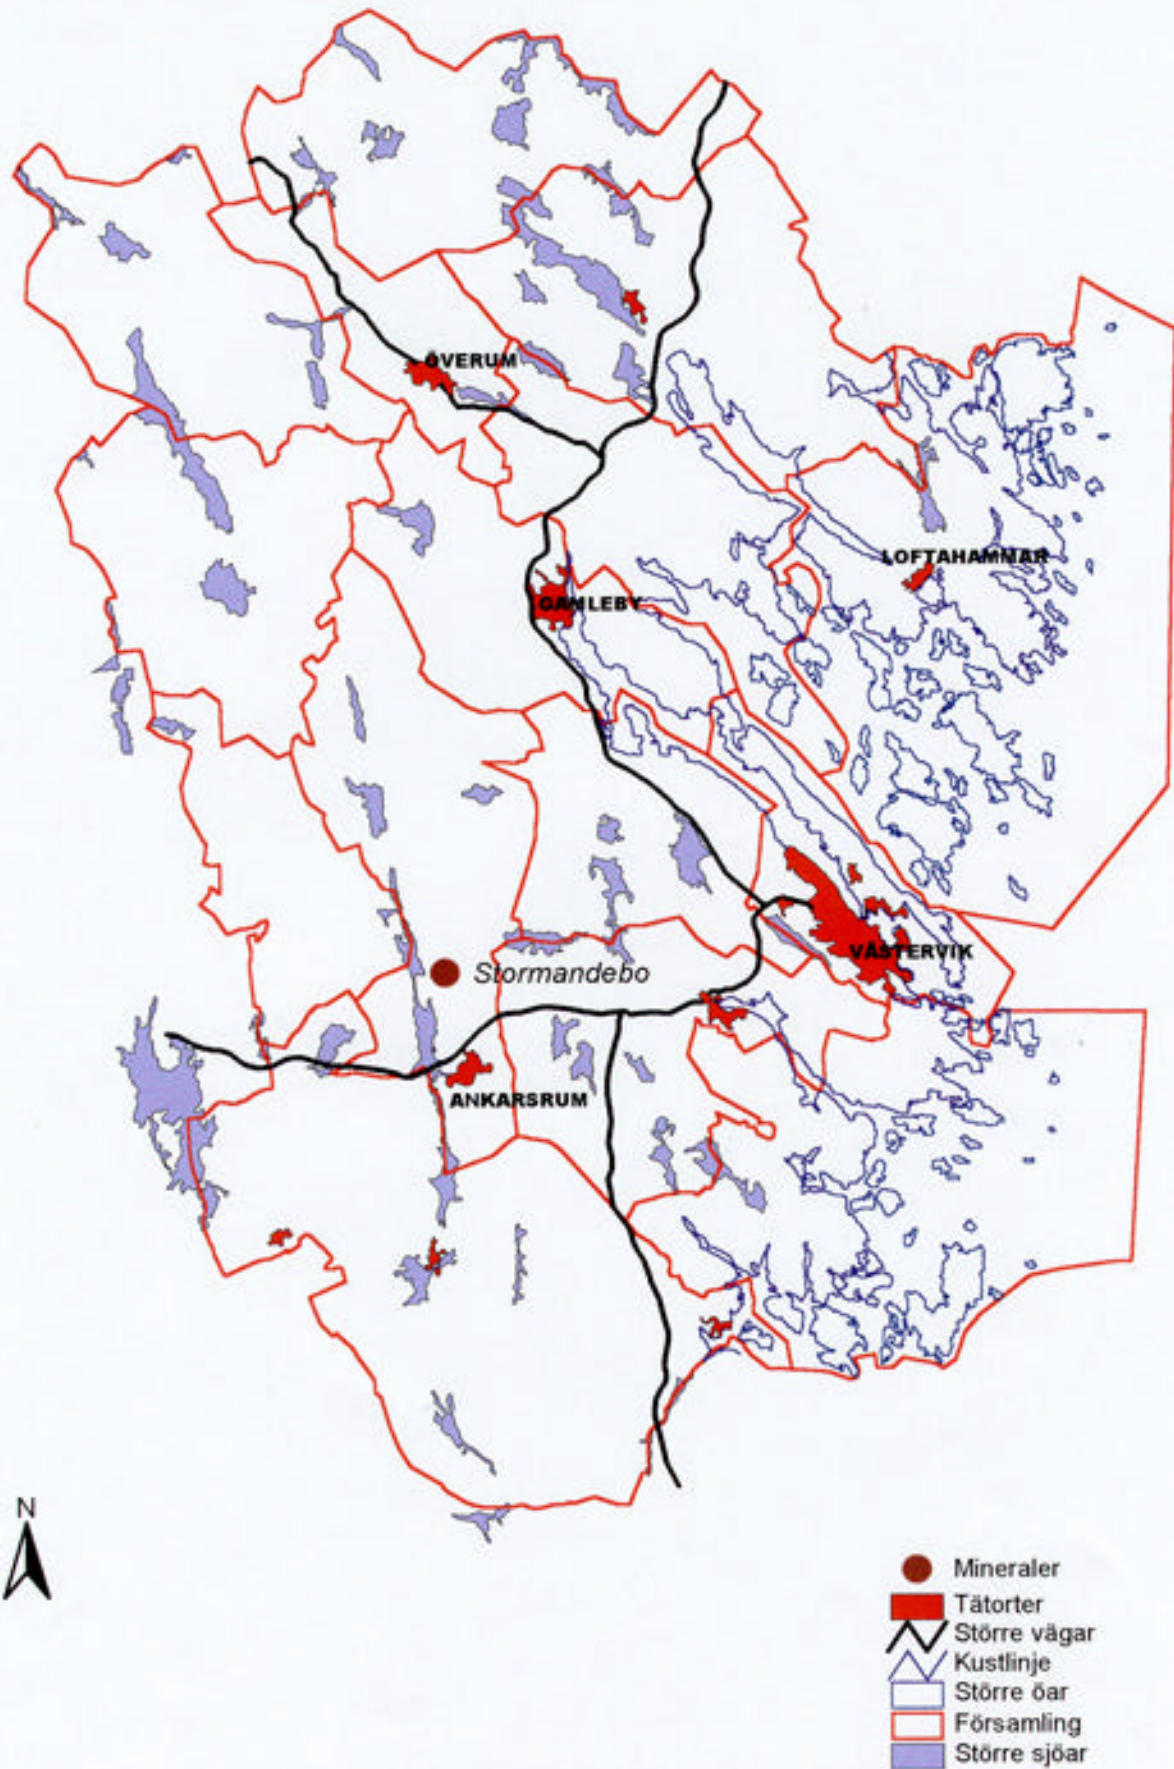 ÖVERUM
LOFTAHAMMAR
GAMLEBY
VÄSTERVIK
Stormandebo
ANKARSRUM
N
Mineraler
Tätorter
Större vägar
Kustlinje
Större öar
Församling
Större sjöar